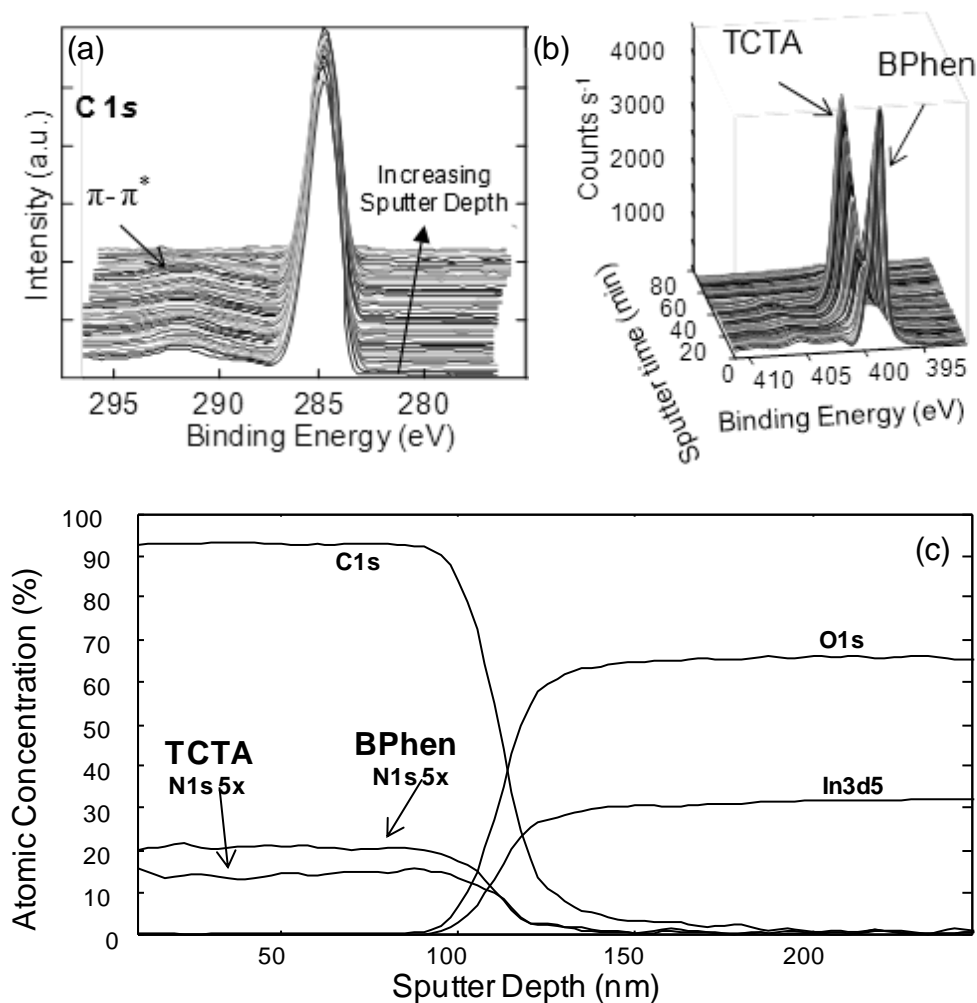 (a)
C 1s
π-π*
Increasing
Sputter Depth
Intensity (a.u.)
295 290 285 280
Binding Energy (eV)
(b)
TCTA
BPhen
Counts s⁻¹
4000
3000
2000
1000
80
60
40
20
0
Sputter time (min)
410 405 400 395
Binding Energy (eV)
(c)
Atomic Concentration (%)
100
90
80
70
60
50
40
30
20
10
0
C1s
O1s
TCTA
N1s 5x
BPhen
N1s 5x
In3d5
50 100 150 200
Sputter Depth (nm)